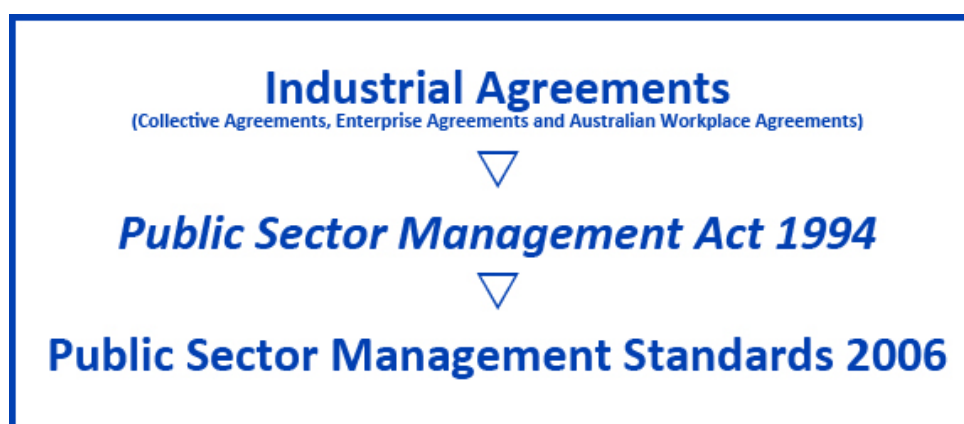 Industrial Agreements
(Collective Agreements, Enterprise Agreements and Australian Workplace Agreements)
Public Sector Management Act 1994
Public Sector Management Standards 2006